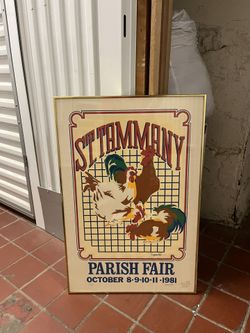 ST. TAMMANY
PARISH FAIR
OCTOBER 8-9-10-11-1981